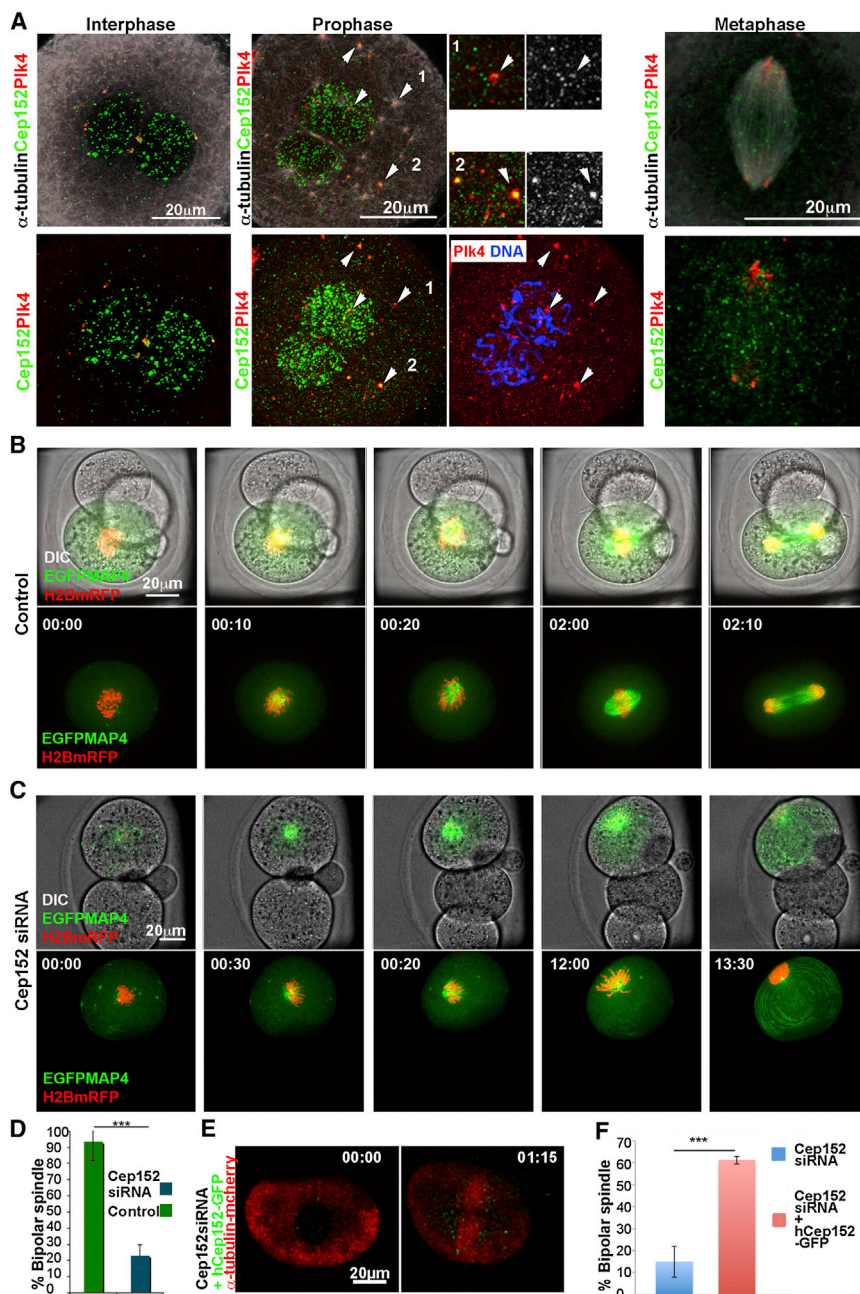 A
Interphase
Prophase
Metaphase
α-tubulinCep152Plk4
20μm
α-tubulinCep152Plk4
1
2
20μm
1
2
α-tubulinCep152Plk4
20μm
Cep152Plk4
Cep152Plk4
1
2
Plk4 DNA
Cep152Plk4
B
Control
DIC
EGFPMAP4
H2BmRFP
20μm
00:00
00:10
00:20
02:00
02:10
EGFPMAP4
H2BmRFP
C
Cep152 siRNA
DIC
EGFPMAP4
H2BmRFP
20μm
00:00
00:30
00:20
12:00
13:30
EGFPMAP4
H2BmRFP
D
% Bipolar spindle
100
90
80
70
60
50
40
30
20
10
0
***
Cep152
siRNA
Control
E
Cep152siRNA
+ hCep152-GFP
α-tubulin-mcherry
00:00
01:15
20μm
F
% Bipolar spindle
70
60
50
40
30
20
10
0
***
Cep152
siRNA
Cep152
siRNA
+
hCep152
-GFP